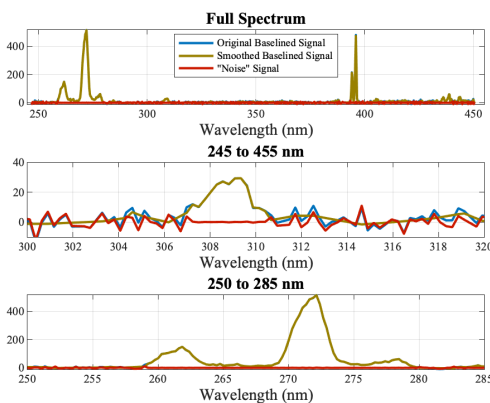 Full Spectrum
400
200
0
Original Baselined Signal
Smoothed Baselined Signal
"Noise" Signal
250 300 350 400 450
Wavelength (nm)
245 to 455 nm
40
20
0
300 302 304 306 308 310 312 314 316 318 320
Wavelength (nm)
250 to 285 nm
400
200
0
250 255 260 265 270 275 280 285
Wavelength (nm)